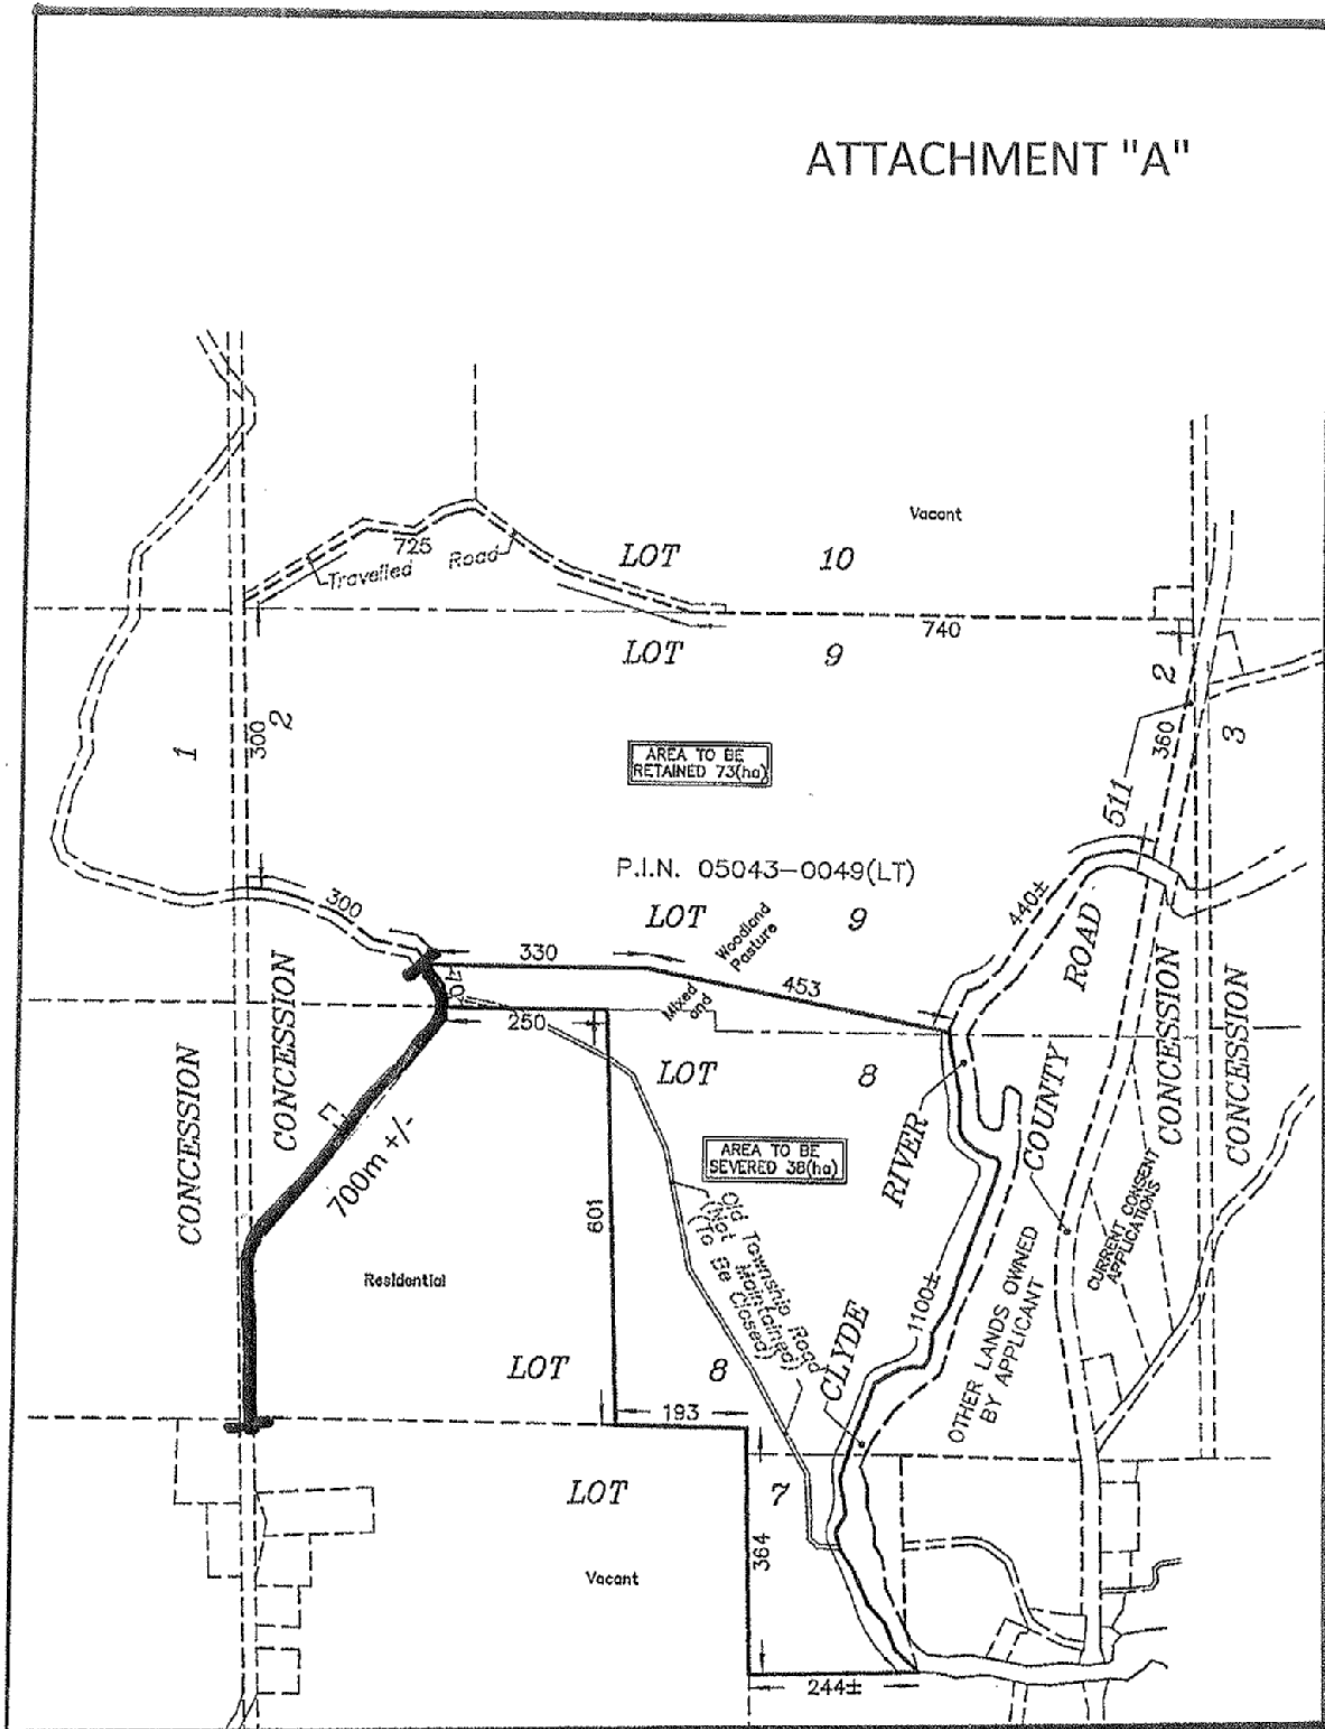 ATTACHMENT "A"
Vacant
725
Travelled Road
LOT 10
740
LOT 9
2
1
300
2
360
3
AREA TO BE
RETAINED 73(ha)
511
P.I.N. 05043-0049(LT)
300
LOT 9
Woodland
Pasture
440±
ROAD
330
453
40
Mixed
and
250
CONCESSION
CONCESSION
CONCESSION
CONCESSION
LOT 8
COUNTY
RIVER
700m +/-
AREA TO BE
SEVERED 38(ha)
CURRENT CONSENT
APPLICATIONS
601
Old Township Road
(Not Maintained)
(To Be Closed)
Residential
1100±
OTHER LANDS OWNED
BY APPLICANT
CLYDE
LOT 8
193
LOT 7
364
Vacant
244±